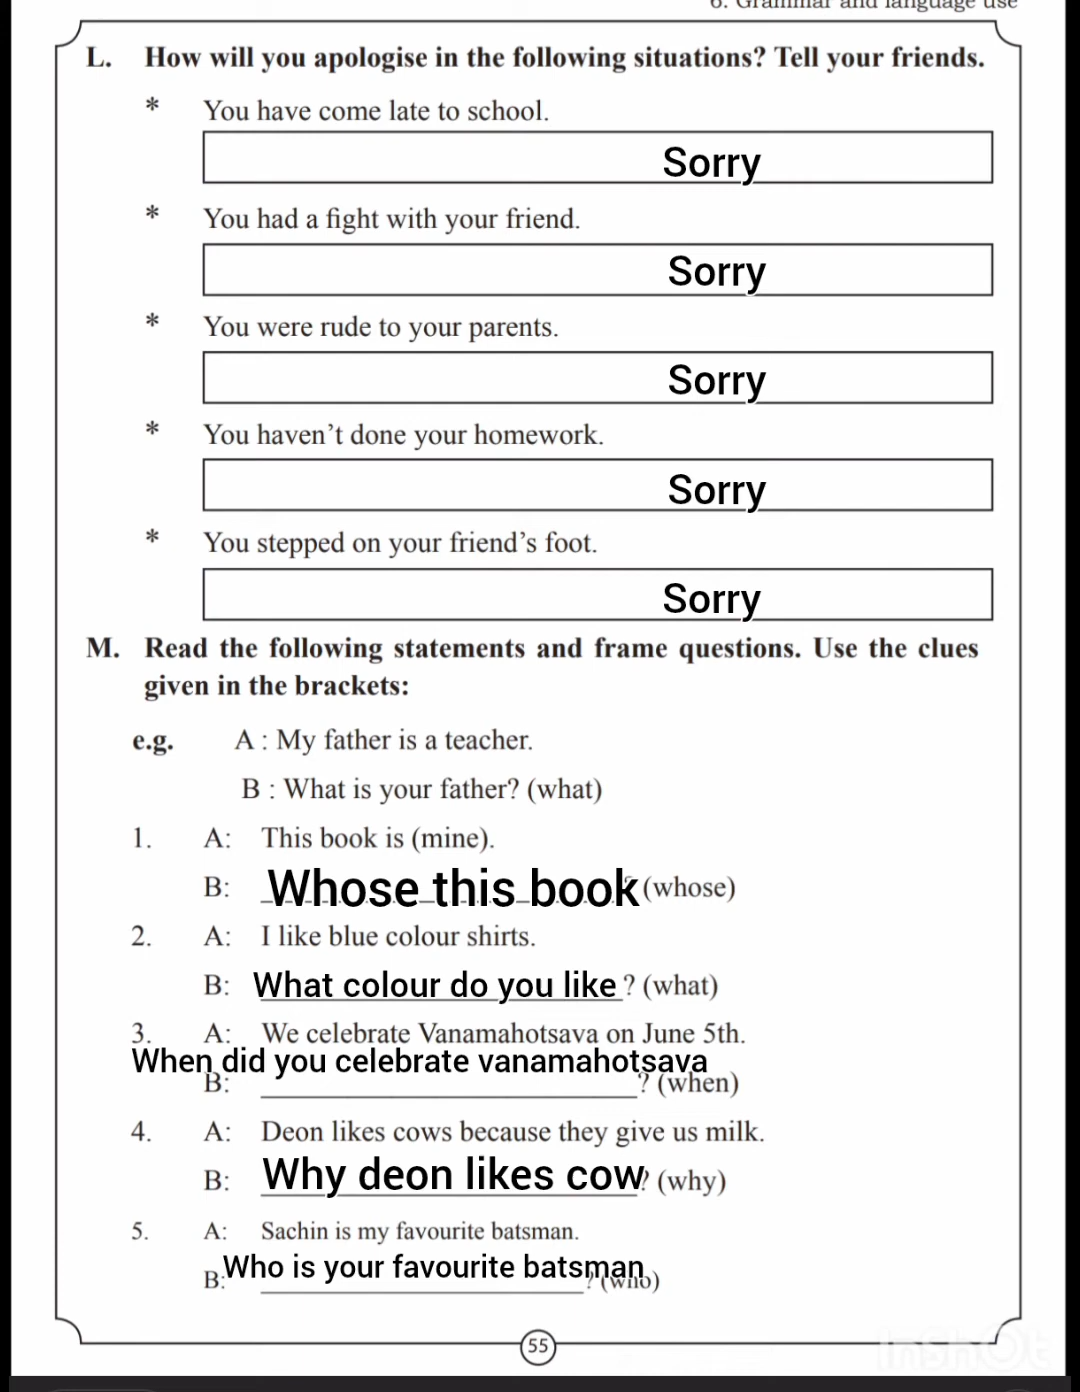 6. Grammar and language use
L. How will you apologise in the following situations? Tell your friends.
* You have come late to school.
Sorry
* You had a fight with your friend.
Sorry
* You were rude to your parents.
Sorry
* You haven't done your homework.
Sorry
* You stepped on your friend's foot.
Sorry
M. Read the following statements and frame questions. Use the clues
given in the brackets:
e.g. A : My father is a teacher.
B : What is your father? (what)
1. A: This book is (mine).
B: Whose this book (whose)
2. A: I like blue colour shirts.
B: What colour do you like ? (what)
3. A: We celebrate Vanamahotsava on June 5th.
When did you celebrate vanamahotsava
B: ? (when)
4. A: Deon likes cows because they give us milk.
B: Why deon likes cow? (why)
5. A: Sachin is my favourite batsman.
B: Who is your favourite batsman ? (who)
55
InShOt